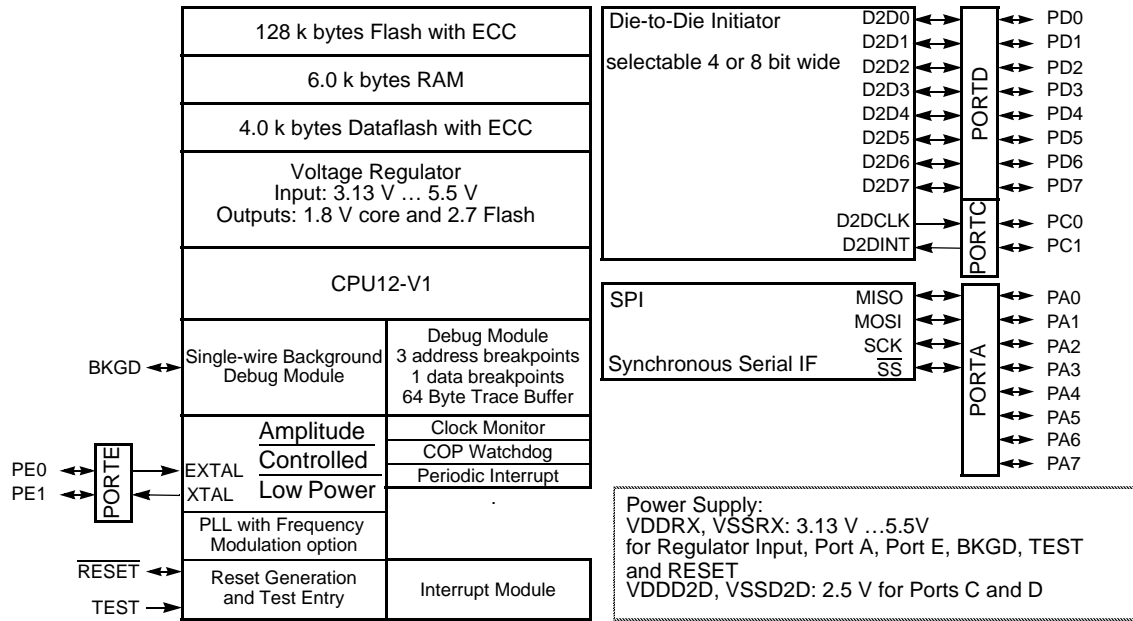 128 k bytes Flash with ECC
6.0 k bytes RAM
4.0 k bytes Dataflash with ECC
Voltage Regulator
Input: 3.13 V … 5.5 V
Outputs: 1.8 V core and 2.7 Flash
CPU12-V1
BKGD
Single-wire Background
Debug Module
Debug Module
3 address breakpoints
1 data breakpoints
64 Byte Trace Buffer
PE0
PE1
PORTE
EXTAL
XTAL
Amplitude
Controlled
Low Power
Clock Monitor
COP Watchdog
Periodic Interrupt
.
PLL with Frequency
Modulation option
RESET
TEST
Reset Generation
and Test Entry
Interrupt Module
Die-to-Die Initiator
selectable 4 or 8 bit wide
D2D0
D2D1
D2D2
D2D3
D2D4
D2D5
D2D6
D2D7
D2DCLK
D2DINT
PORTD
PORTC
PD0
PD1
PD2
PD3
PD4
PD5
PD6
PD7
PC0
PC1
SPI
Synchronous Serial IF
MISO
MOSI
SCK
SS
PORTA
PA0
PA1
PA2
PA3
PA4
PA5
PA6
PA7
Power Supply:
VDDRX, VSSRX: 3.13 V …5.5V
for Regulator Input, Port A, Port E, BKGD, TEST
and RESET
VDDD2D, VSSD2D: 2.5 V for Ports C and D